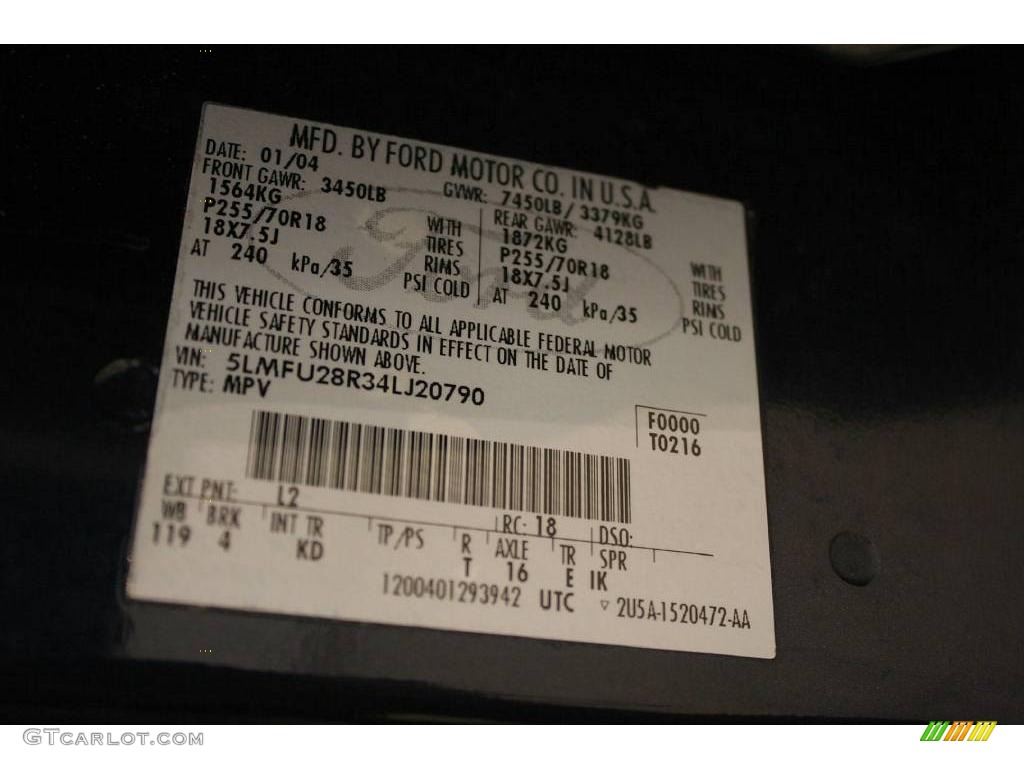 MFD. BY FORD MOTOR CO. IN U.S.A.
DATE: 01/04 GVWR: 7450LB/ 3379KG
FRONT GAWR: 3450LB REAR GAWR: 4128LB
1564KG WITH 1872KG WITH
P255/70R18 TIRES P255/70R18 TIRES
18X7.5J RIMS 18X7.5J RIMS
AT 240 kPa/35 PSI COLD AT 240 kPa/35 PSI COLD
THIS VEHICLE CONFORMS TO ALL APPLICABLE FEDERAL MOTOR
VEHICLE SAFETY STANDARDS IN EFFECT ON THE DATE OF
MANUFACTURE SHOWN ABOVE.
VIN: 5LMFU28R34LJ20790
TYPE: MPV
F0000
T0216
EXT PNT: L2 RC: 18 DSO:
WB BRK INT TR TP/PS R AXLE TR SPR
119 4 KD T 16 E IK
1200401293942 UTC ▽ 2U5A-1520472-AA
Ford
GTCARLOT.COM